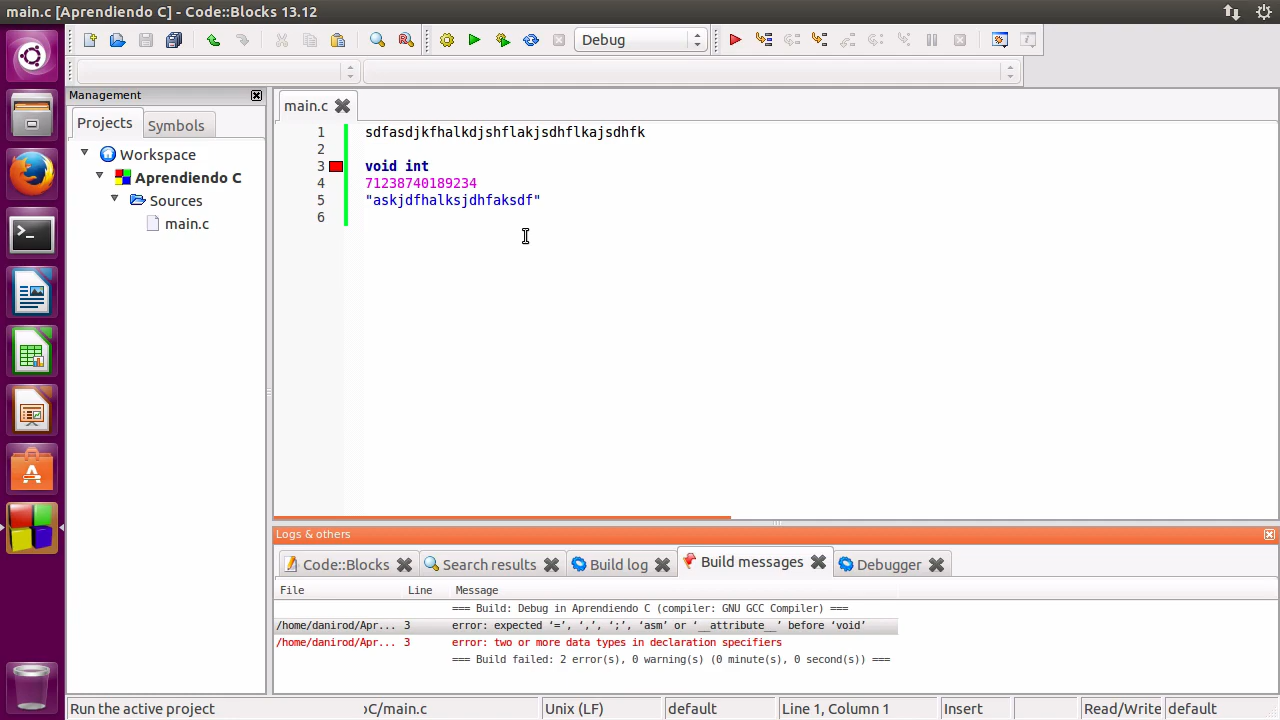 main.c [Aprendiendo C] - Code::Blocks 13.12
Debug
Management
main.c
Projects
Symbols
Workspace
Aprendiendo C
Sources
main.c
1 sdfasdjkfhalkdjshflakjsdhflkajsdhfk
2
3 void int
4 71238740189234
5 "askjdfhalksjdhfaksdf"
6
Logs & others
Code::Blocks
Search results
Build log
Build messages
Debugger
File Line Message
=== Build: Debug in Aprendiendo C (compiler: GNU GCC Compiler) ===
/home/danirod/Apr... 3 error: expected ‘=’, ‘,’, ‘;’, ‘asm’ or ‘__attribute__’ before ‘void’
/home/danirod/Apr... 3 error: two or more data types in declaration specifiers
=== Build failed: 2 error(s), 0 warning(s) (0 minute(s), 0 second(s)) ===
Run the active project
C/main.c
Unix (LF)
default
Line 1, Column 1
Insert
Read/Write
default